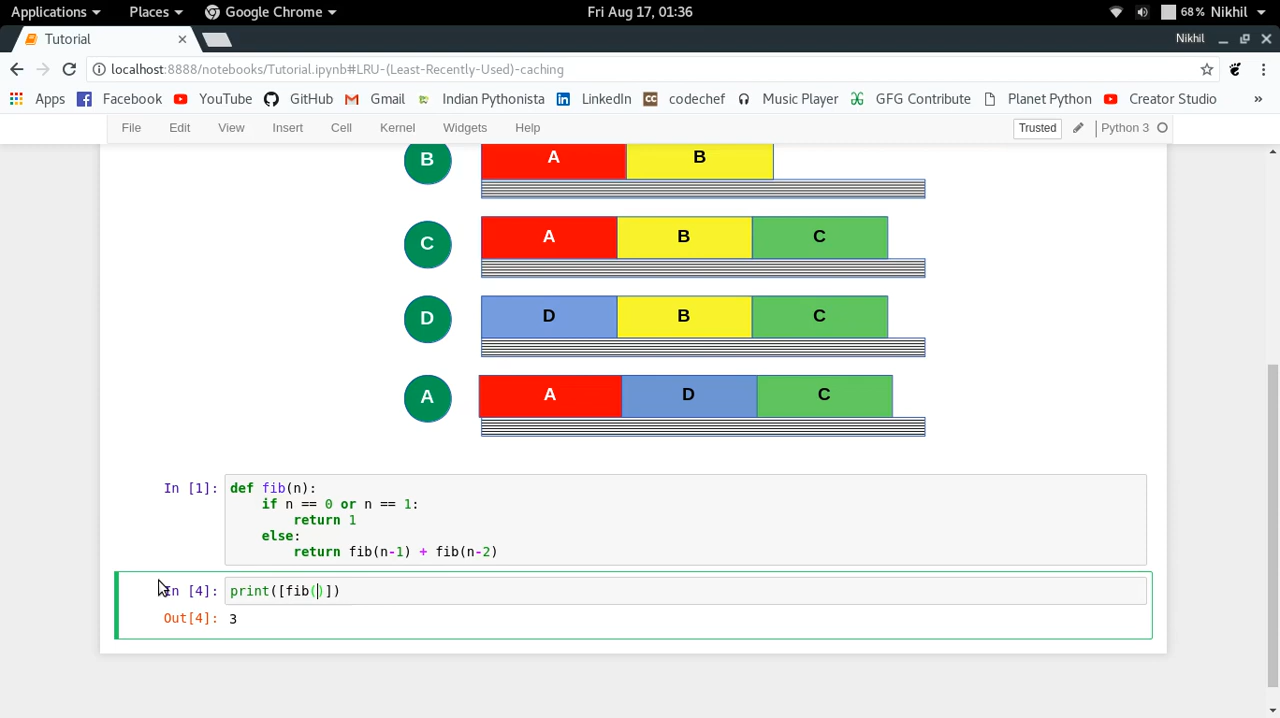 Applications Places Google Chrome Fri Aug 17, 01:36 68% Nikhil
Tutorial Nikhil
localhost:8888/notebooks/Tutorial.ipynb#LRU-(Least-Recently-Used)-caching
Apps Facebook YouTube GitHub Gmail Indian Pythonista LinkedIn CC codechef Music Player GFG Contribute Planet Python Creator Studio »
File Edit View Insert Cell Kernel Widgets Help Trusted Python 3
B A B
C A B C
D D B C
A A D C
In [1]: def fib(n):
if n == 0 or n == 1:
return 1
else:
return fib(n-1) + fib(n-2)
In [4]: print([fib()])
Out[4]: 3